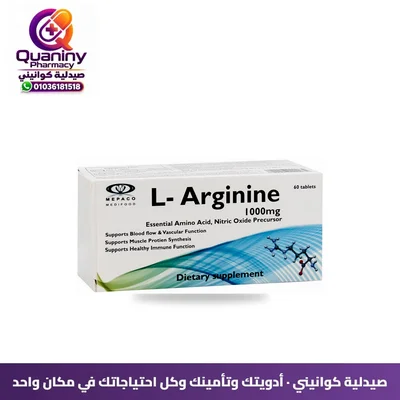 Quaniny
Pharmacy
صيدلية كوانيني
01036181518
MEPACO
MEDIFOOD
L- Arginine
1000mg
60 tablets
Essential Amino Acid, Nitric Oxide Precursor
Supports Blood flow & Vascular Function
Supports Muscle Protien Synthesis
Supports Healthy Immune Function
Dietary supplement
صيدلية كوانيني - أدويتك وتأمينك وكل احتياجاتك في مكان واحد